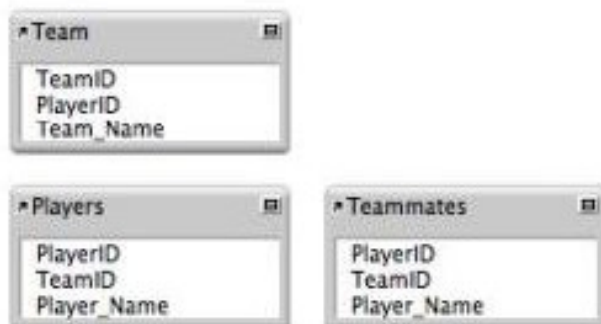 Team
TeamID
PlayerID
Team_Name
Players
PlayerID
TeamID
Player_Name
Teammates
PlayerID
TeamID
Player_Name